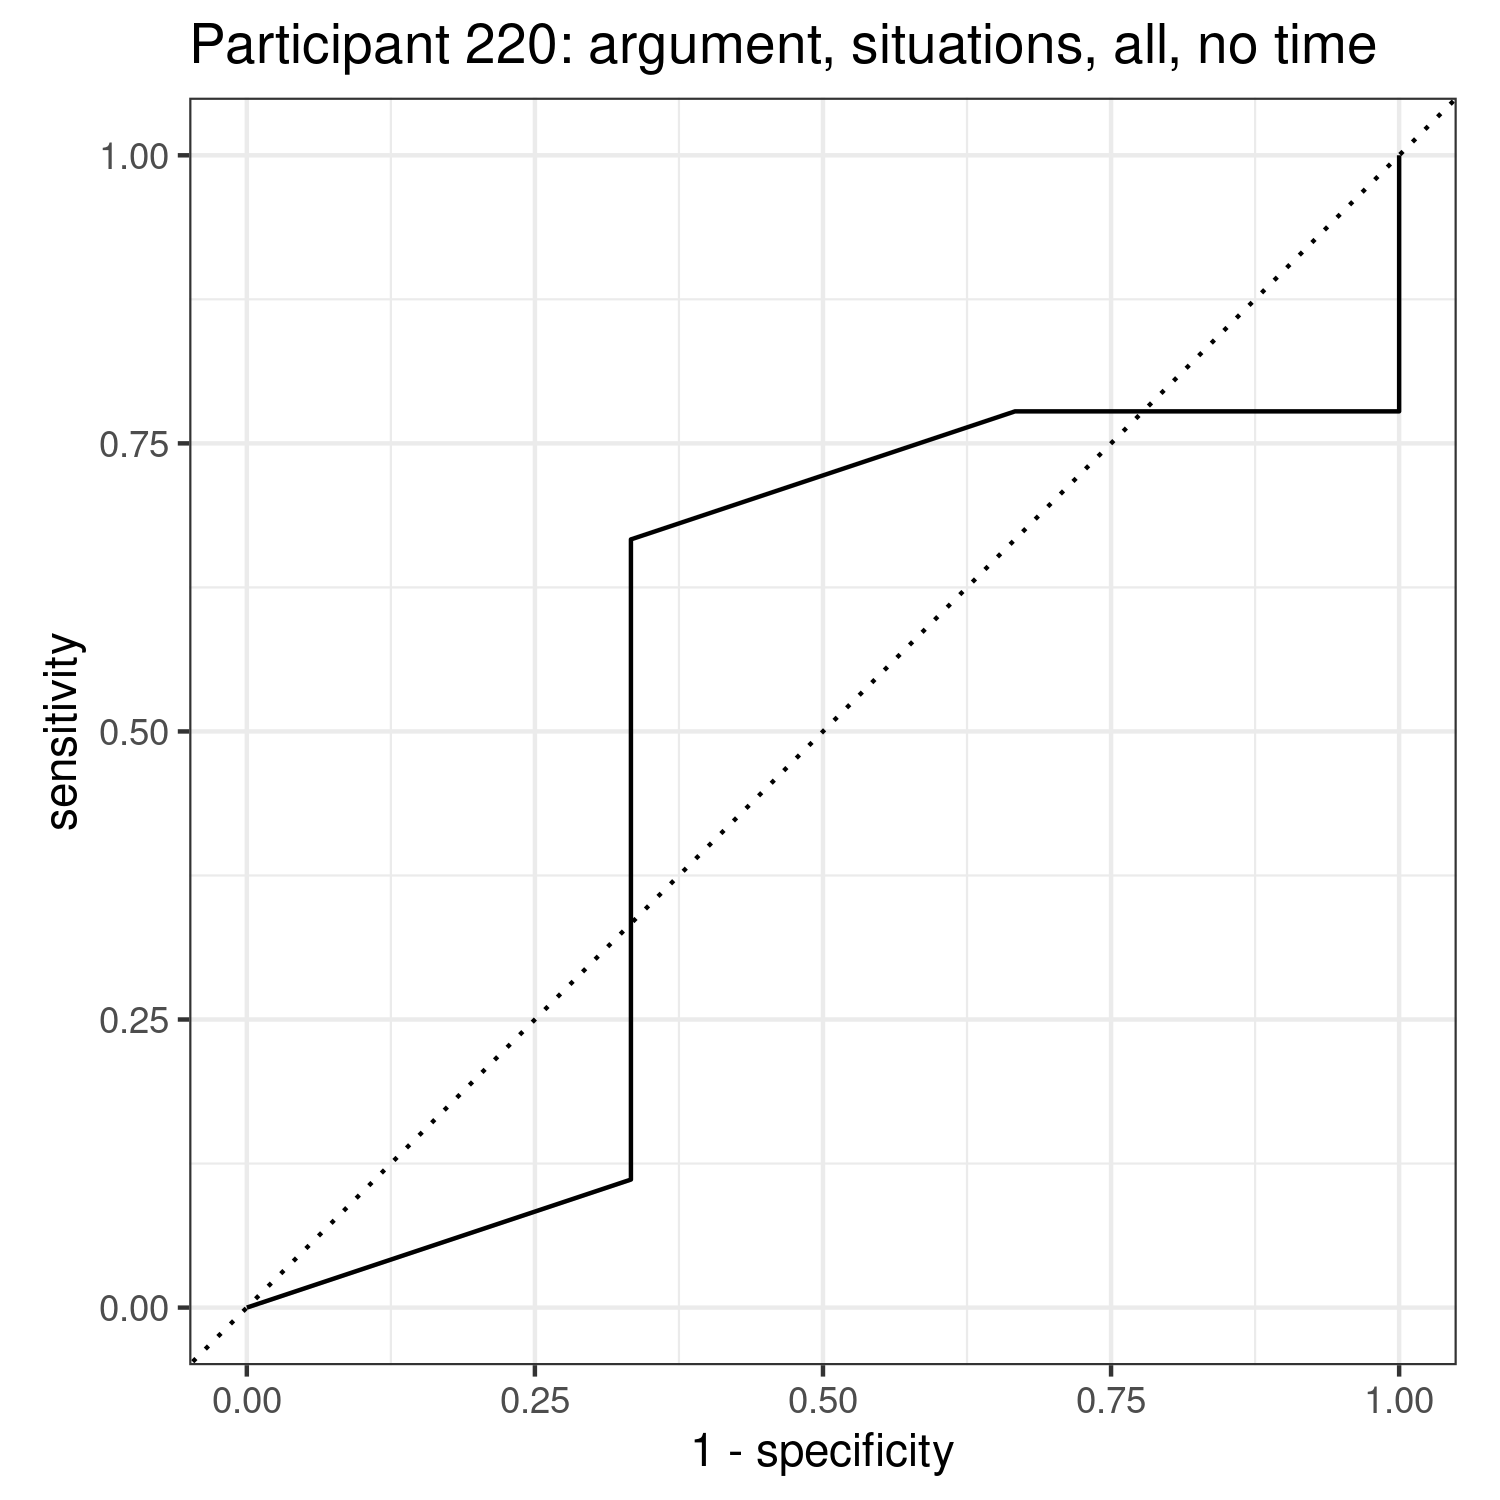 Participant 220: argument, situations, all, no time
1.00
0.75
0.50
0.25
0.00
sensitivity
0.00 0.25 0.50 0.75 1.00
1 - specificity